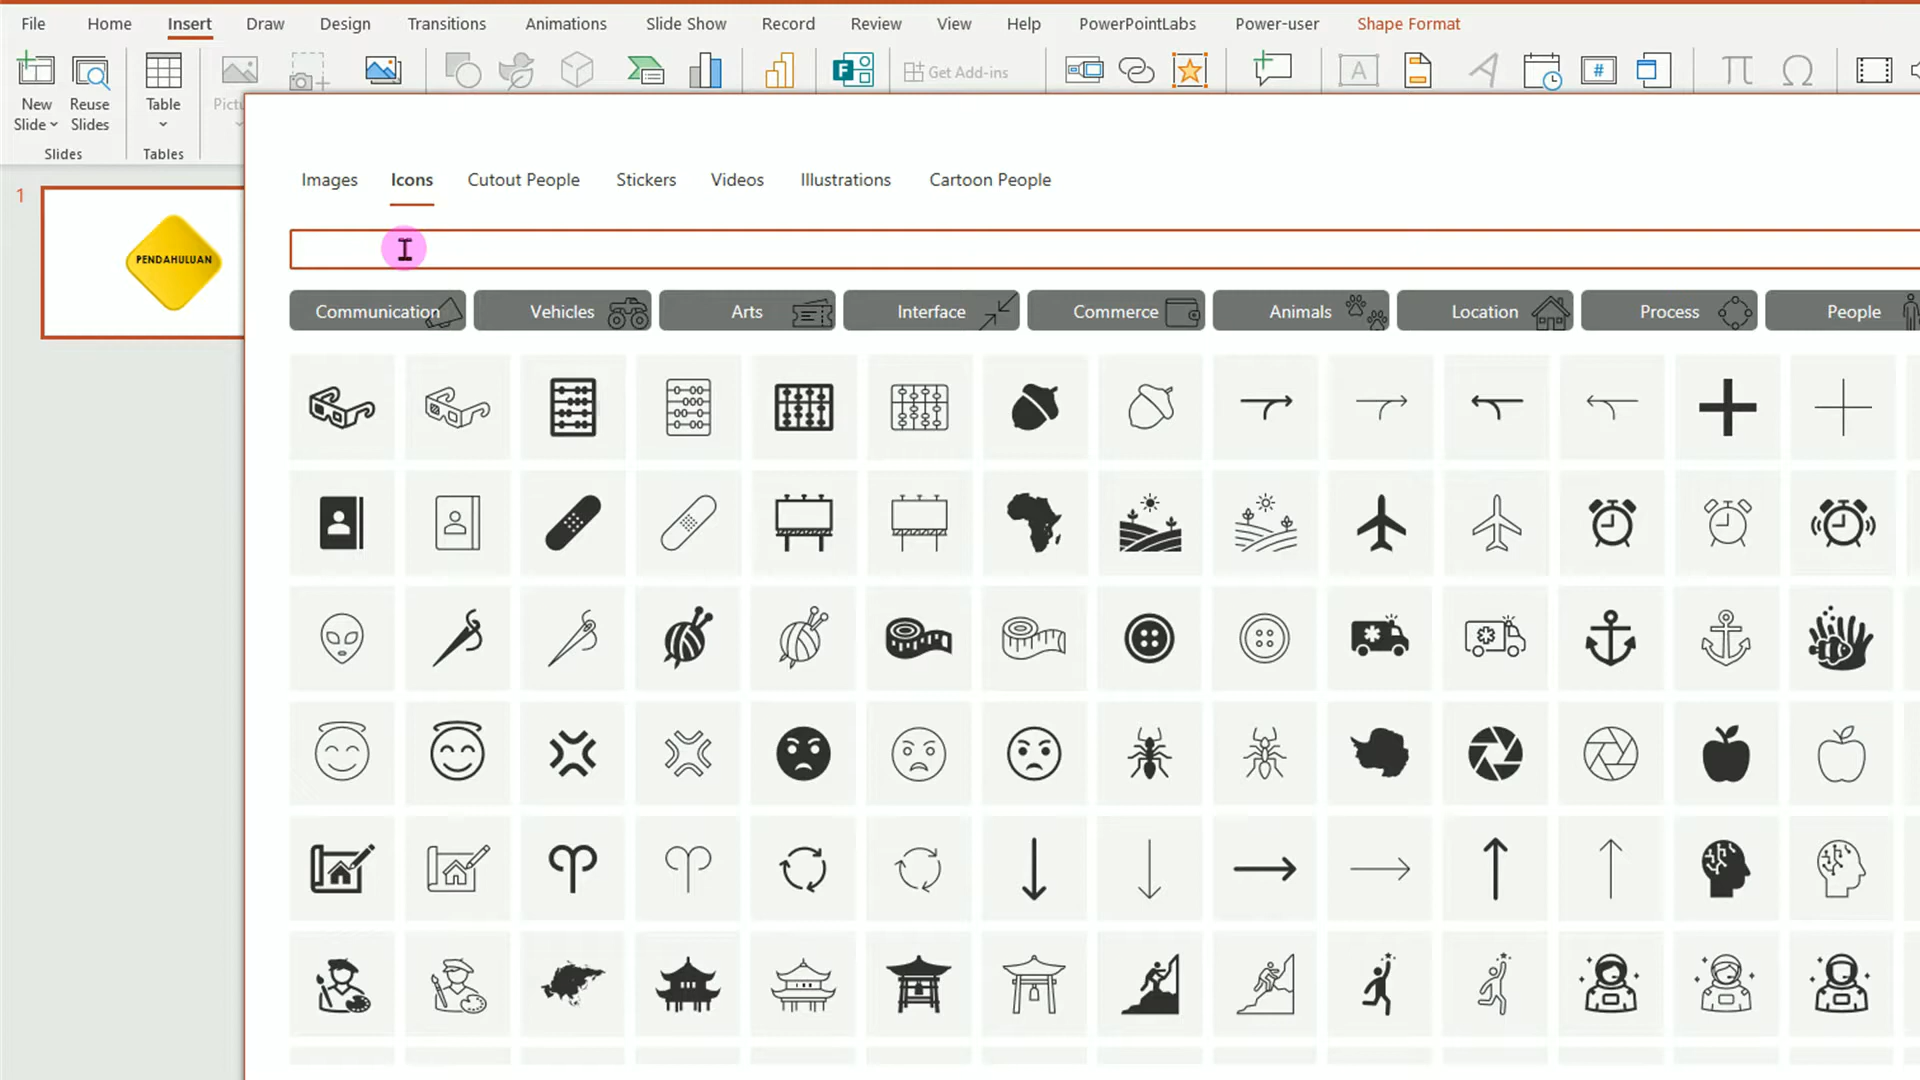 File Home Insert Draw Design Transitions Animations Slide Show Record Review View Help PowerPointLabs Power-user Shape Format
New Slide
Reuse Slides
Table
Get Add-ins
Slides
Tables
Images Icons Cutout People Stickers Videos Illustrations Cartoon People
1
PENDAHULUAN
Communication Vehicles Arts Interface Commerce Animals Location Process People